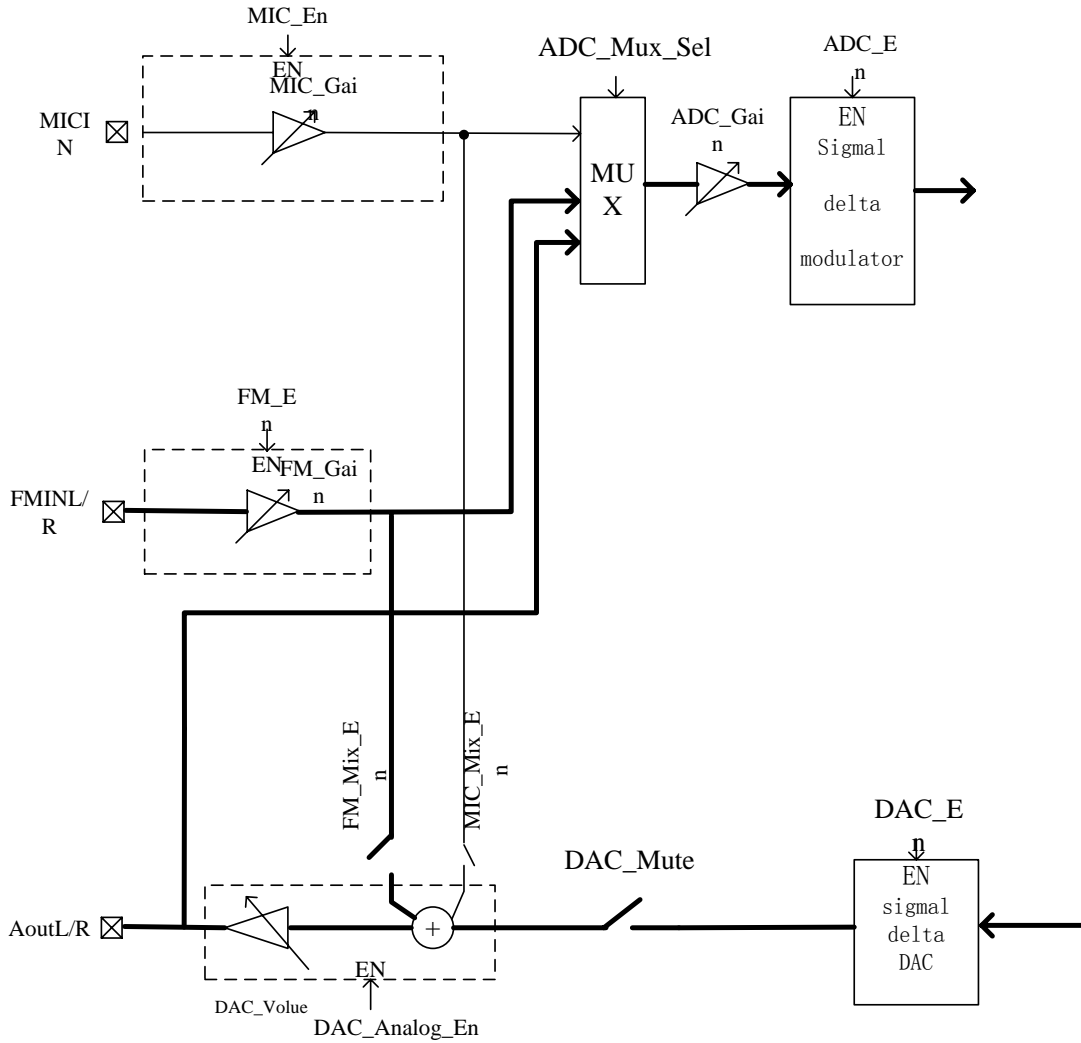 MIC_En
EN
MIC_Gai
n
MICI
N
ADC_Mux_Sel
MU
X
ADC_Gai
n
ADC_E
n
EN
Sigmal
delta
modulator
FM_E
n
EN
FM_Gai
n
FMINL/
R
FM_Mix_E
n
MIC_Mix_E
n
DAC_Mute
DAC_E
n
EN
sigmal
delta
DAC
AoutL/R
+
EN
DAC_Volue
DAC_Analog_En